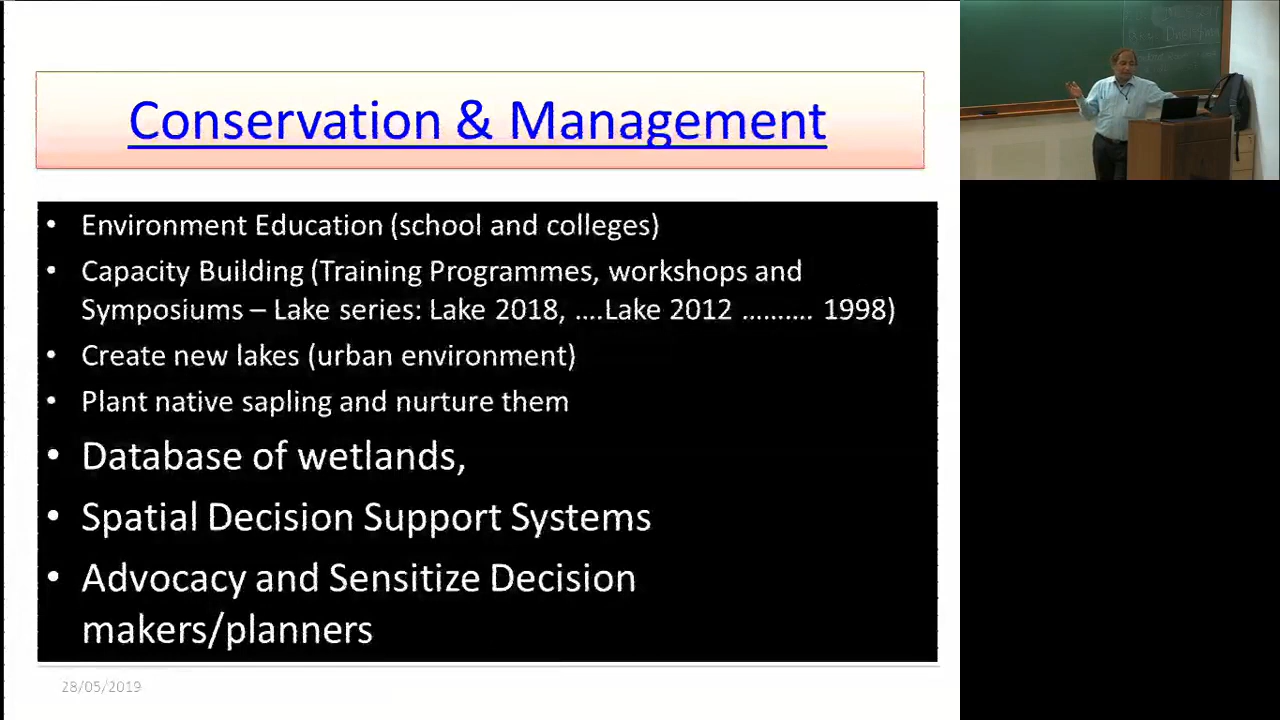 Conservation & Management
• Environment Education (school and colleges)
• Capacity Building (Training Programmes, workshops and
Symposiums – Lake series: Lake 2018, ....Lake 2012 .......... 1998)
• Create new lakes (urban environment)
• Plant native sapling and nurture them
• Database of wetlands,
• Spatial Decision Support Systems
• Advocacy and Sensitize Decision
makers/planners
28/05/2019